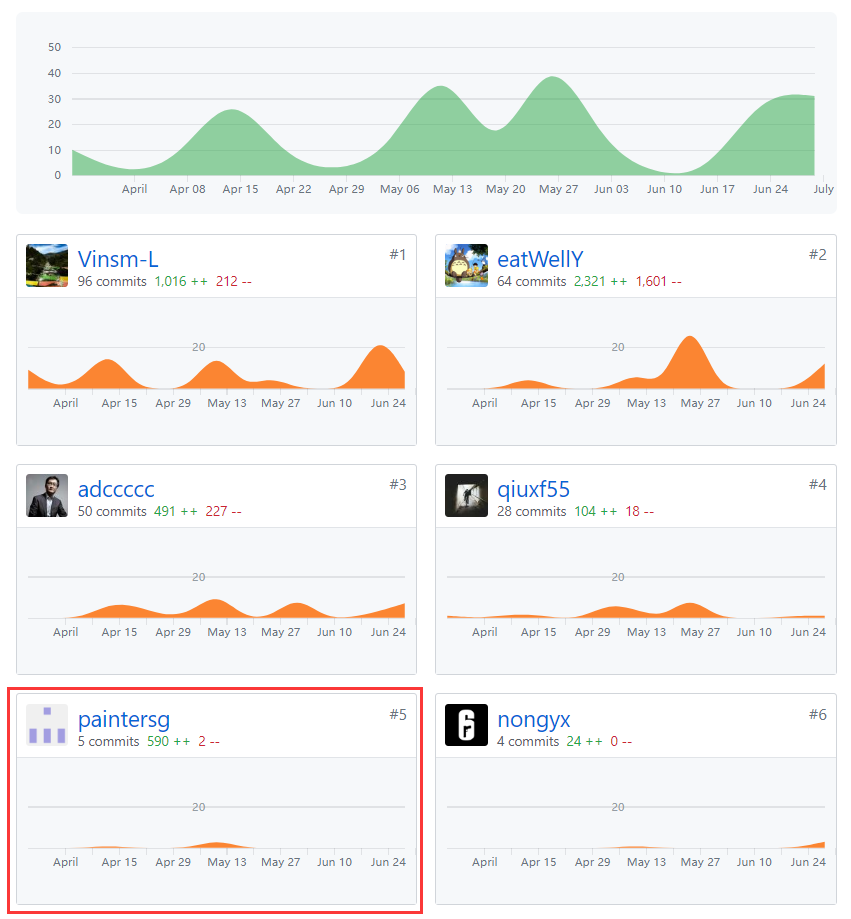 50
40
30
20
10
0
April Apr 08 Apr 15 Apr 22 Apr 29 May 06 May 13 May 20 May 27 Jun 03 Jun 10 Jun 17 Jun 24 July
Vinsm-L #1
96 commits 1,016 ++ 212 --
20
April Apr 15 Apr 29 May 13 May 27 Jun 10 Jun 24
eatWellY #2
64 commits 2,321 ++ 1,601 --
20
April Apr 15 Apr 29 May 13 May 27 Jun 10 Jun 24
adccccc #3
50 commits 491 ++ 227 --
20
April Apr 15 Apr 29 May 13 May 27 Jun 10 Jun 24
qiuxf55 #4
28 commits 104 ++ 18 --
20
April Apr 15 Apr 29 May 13 May 27 Jun 10 Jun 24
paintersg #5
5 commits 590 ++ 2 --
20
April Apr 15 Apr 29 May 13 May 27 Jun 10 Jun 24
nongyx #6
4 commits 24 ++ 0 --
20
April Apr 15 Apr 29 May 13 May 27 Jun 10 Jun 24